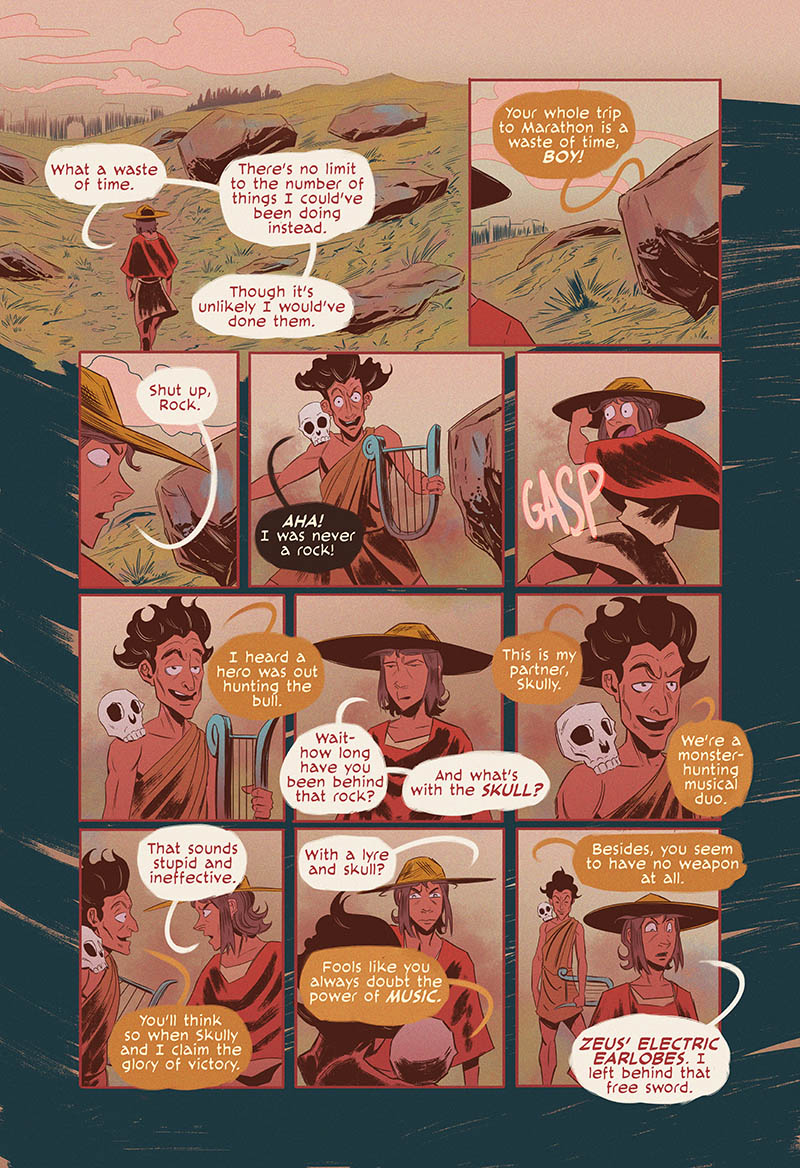 What a waste
of time.
There's no limit
to the number of
things I could've
been doing
instead.
Though it's
unlikely I would've
done them.
Your whole trip
to Marathon is a
waste of time,
BOY!
Shut up,
Rock.
AHA!
I was never
a rock!
GASP
I heard a
hero was out
hunting the
bull.
Wait-
how long
have you
been behind
that rock?
And what's
with the SKULL?
This is my
partner,
Skully.
We're a
monster-
hunting
musical
duo.
That sounds
stupid and
ineffective.
You'll think
so when Skully
and I claim the
glory of victory.
With a lyre
and skull?
Fools like you
always doubt the
power of MUSIC.
Besides, you seem
to have no weapon
at all.
ZEUS' ELECTRIC
EARLOBES. I
left behind that
free sword.